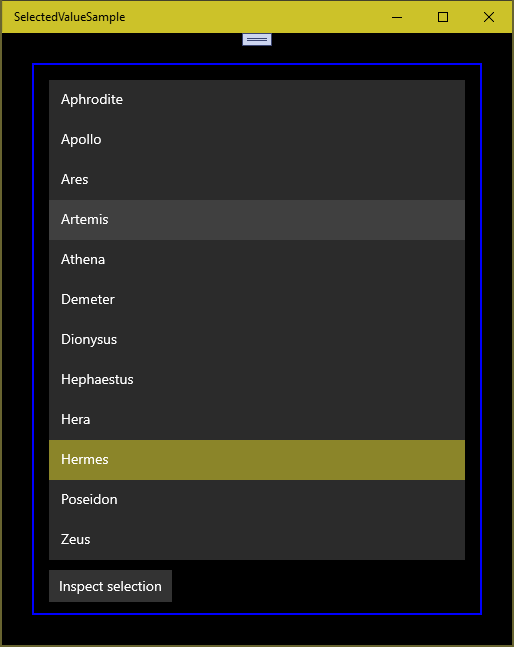 SelectedValueSample
Aphrodite
Apollo
Ares
Artemis
Athena
Demeter
Dionysus
Hephaestus
Hera
Hermes
Poseidon
Zeus
Inspect selection